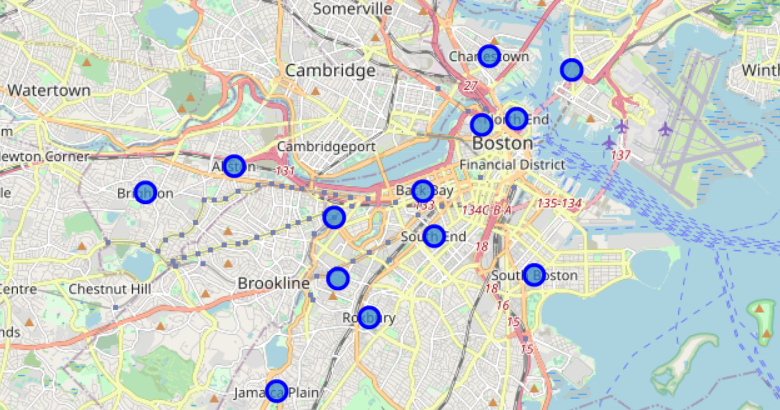 Somerville
Charlestown
Cambridge
27
Watertown
Winth
North End
m
Boston
Cambridgeport
Newton Corner
137
Financial District
Allston
131
le
Brighton
Back Bay
133
134C-B-A
135-134
South End
18
South Boston
Brookline
Centre
Chestnut Hill
18
16
Roxbury
15
nds
15
Jamaica Plain